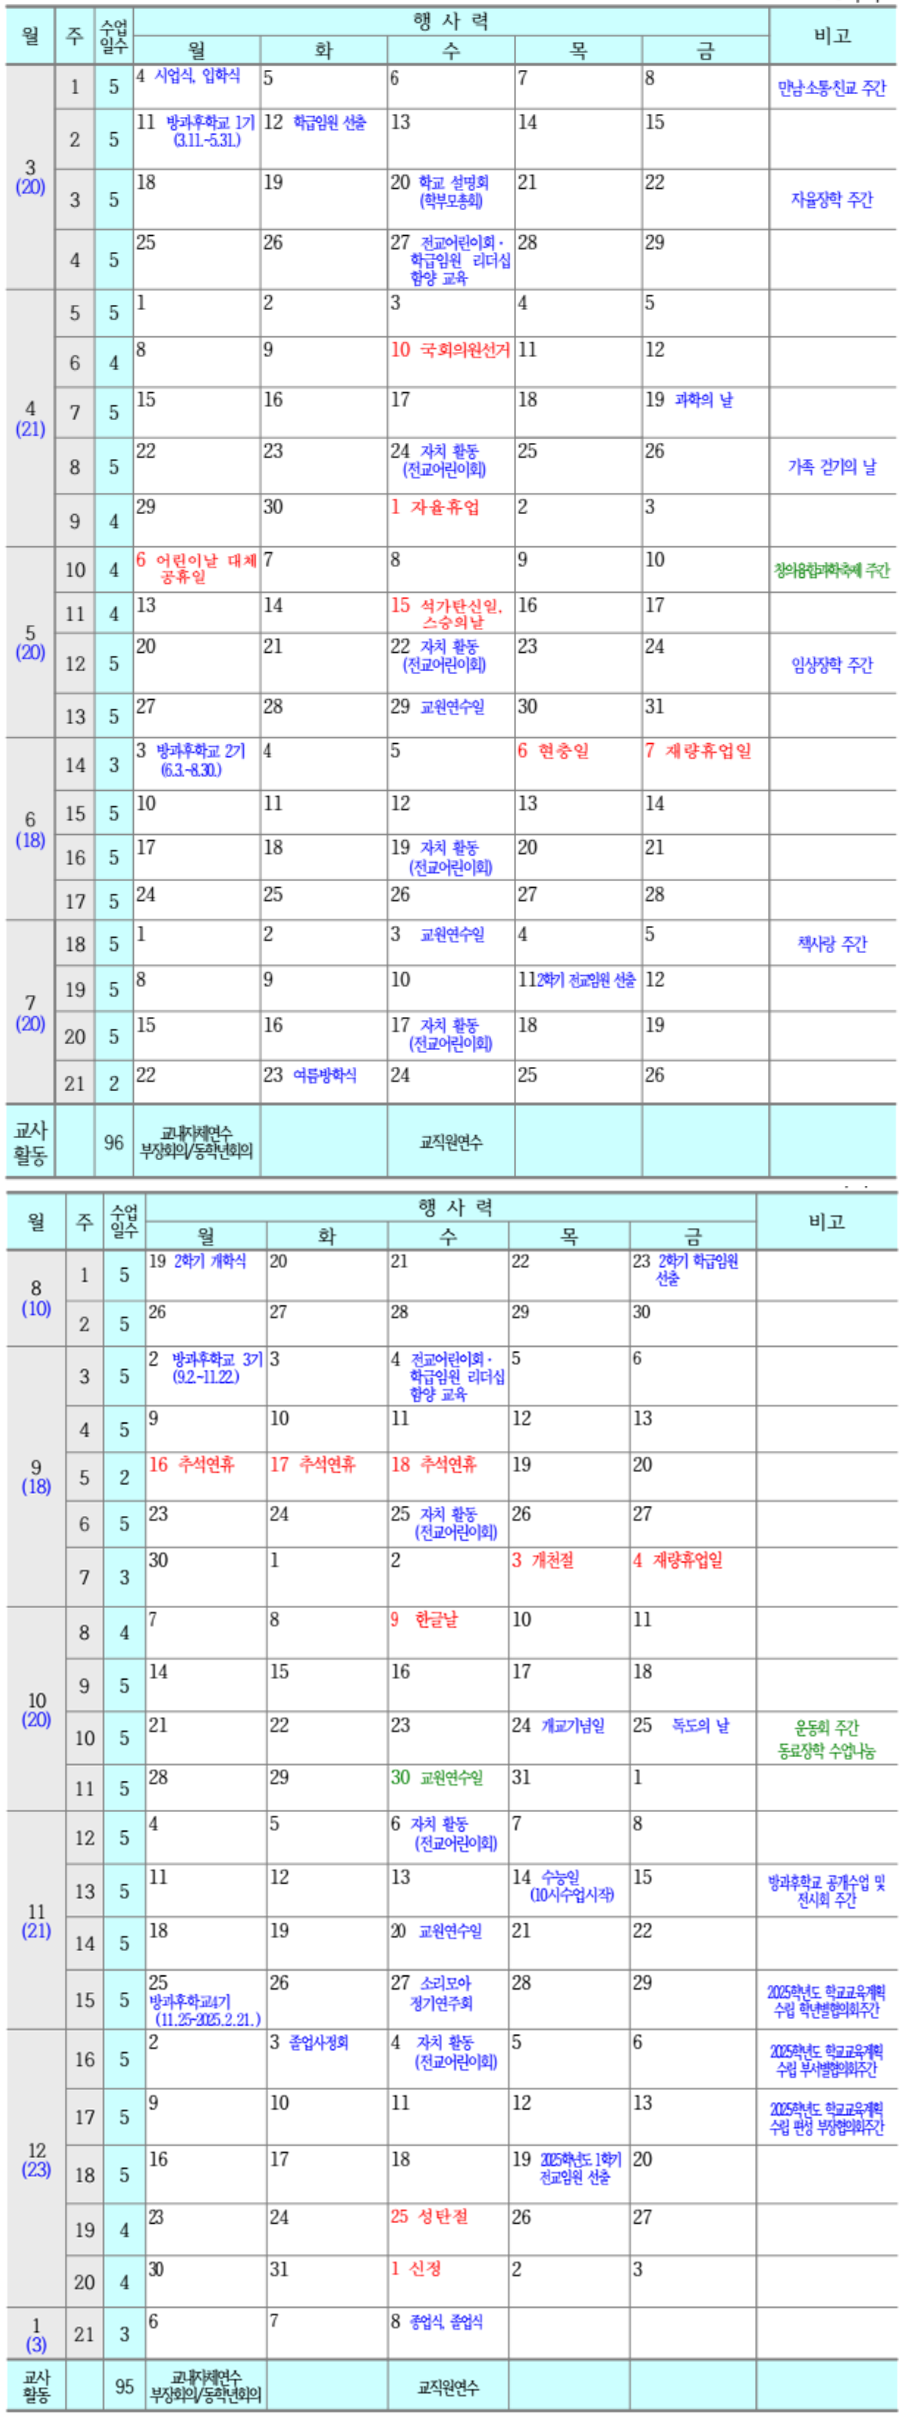 월 주 수업일수 행 사 력 비고
월 화 수 목 금
3
(20)
1 5 4 시업식, 입학식 5 6 7 8 만남·소통·친교 주간
2 5 11 방과후학교 1기 12 학급임원 선출 13 14 15
(3.11.~5.31.)
3 5 18 19 20 학교 설명회 21 22 자율장학 주간
(학부모총회)
4 5 25 26 27 전교어린이회· 28 29
학급임원 리더십
함양 교육
4
(21)
5 5 1 2 3 4 5
6 4 8 9 10 국회의원선거 11 12
7 5 15 16 17 18 19 과학의 날
8 5 22 23 24 자치 활동 25 26 가족 걷기의 날
(전교어린이회)
9 4 29 30 1 자율휴업 2 3
5
(20)
10 4 6 어린이날 대체 7 8 9 10 창의융합과학축제 주간
공휴일
11 4 13 14 15 석가탄신일, 16 17
스승의날
12 5 20 21 22 자치 활동 23 24 임상장학 주간
(전교어린이회)
13 5 27 28 29 교원연수일 30 31
6
(18)
14 3 3 방과후학교 2기 4 5 6 현충일 7 재량휴업일
(6.3.~8.30.)
15 5 10 11 12 13 14
16 5 17 18 19 자치 활동 20 21
(전교어린이회)
17 5 24 25 26 27 28
7
(20)
18 5 1 2 3 교원연수일 4 5 책사랑 주간
19 5 8 9 10 11 2학기 전교임원 선출 12
20 5 15 16 17 자치 활동 18 19
(전교어린이회)
21 2 22 23 여름방학식 24 25 26
교사
활동
96 교내자체연수 교직원연수
부장회의/동학년회의
월 주 수업일수 행 사 력 비고
월 화 수 목 금
8
(10)
1 5 19 2학기 개학식 20 21 22 23 2학기 학급임원
선출
2 5 26 27 28 29 30
9
(18)
3 5 2 방과후학교 3기 3 4 전교어린이회· 5 6
(9.2.~11.22.) 학급임원 리더십
함양 교육
4 5 9 10 11 12 13
5 2 16 추석연휴 17 추석연휴 18 추석연휴 19 20
6 5 23 24 25 자치 활동 26 27
(전교어린이회)
7 3 30 1 2 3 개천절 4 재량휴업일
10
(20)
8 4 7 8 9 한글날 10 11
9 5 14 15 16 17 18
10 5 21 22 23 24 개교기념일 25 독도의 날 운동회 주간
동료장학 수업나눔
11 5 28 29 30 교원연수일 31 1
11
(21)
12 5 4 5 6 자치 활동 7 8
(전교어린이회)
13 5 11 12 13 14 수능일 15 방과후학교 공개수업 및
(10시수업시작) 전시회 주간
14 5 18 19 20 교원연수일 21 22
15 5 25 26 27 소리모아 28 29 2025학년도 학교교육계획
방과후학교4기 정기연주회 수립 학년별협의회주간
(11.25~2025.2.21.)
12
(23)
16 5 2 3 졸업사정회 4 자치 활동 5 6 2025학년도 학교교육계획
(전교어린이회) 수립 부서별협의회주간
17 5 9 10 11 12 13 2025학년도 학교교육계획
수립 편성 부장협의회주간
18 5 16 17 18 19 2025학년도 1학기 20
전교임원 선출
19 4 23 24 25 성탄절 26 27
20 4 30 31 1 신정 2 3
1
(3)
21 3 6 7 8 종업식, 졸업식
교사
활동
95 교내자체연수 교직원연수
부장회의/동학년회의